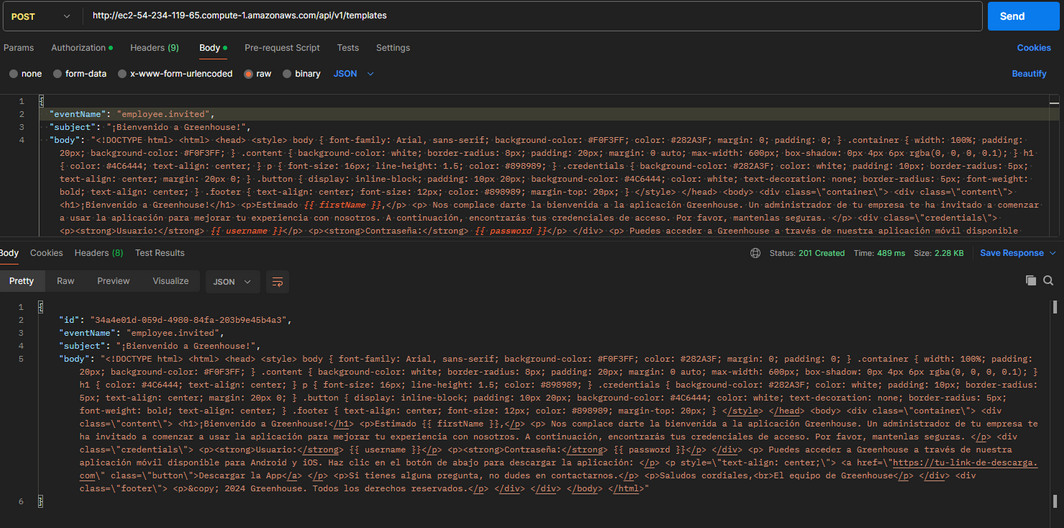 POST http://ec2-54-234-119-65.compute-1.amazonaws.com/api/v1/templates Send
Params Authorization Headers (9) Body Pre-request Script Tests Settings Cookies
none form-data x-www-form-urlencoded raw binary JSON Beautify
1 {
2 "eventName": "employee.invited",
3 "subject": "¡Bienvenido a Greenhouse!",
4 "body": "<!DOCTYPE html> <html> <head> <style> body { font-family: Arial, sans-serif; background-color: #F0F3FF; color: #282A3F; margin: 0; padding: 0; } .container { width: 100%; padding:
20px; background-color: #F0F3FF; } .content { background-color: white; border-radius: 8px; padding: 20px; margin: 0 auto; max-width: 600px; box-shadow: 0px 4px 6px rgba(0, 0, 0, 0.1); } h1
{ color: #4C6444; text-align: center; } p { font-size: 16px; line-height: 1.5; color: #898989; } .credentials { background-color: #282A3F; color: white; padding: 10px; border-radius: 5px;
text-align: center; margin: 20px 0; } .button { display: inline-block; padding: 10px 20px; background-color: #4C6444; color: white; text-decoration: none; border-radius: 5px; font-weight:
bold; text-align: center; } .footer { text-align: center; font-size: 12px; color: #898989; margin-top: 20px; } </style> </head> <body> <div class=\"container\"> <div class=\"content\">
<h1>¡Bienvenido a Greenhouse!</h1> <p>Estimado {{ firstName }},</p> <p> Nos complace darte la bienvenida a la aplicación Greenhouse. Un administrador de tu empresa te ha invitado a comenzar
a usar la aplicación para mejorar tu experiencia con nosotros. A continuación, encontrarás tus credenciales de acceso. Por favor, mantenlas seguras. </p> <div class=\"credentials\">
<p><strong>Usuario:</strong> {{ username }}</p> <p><strong>Contraseña:</strong> {{ password }}</p> </div> <p> Puedes acceder a Greenhouse a través de nuestra aplicación móvil disponible
Body Cookies Headers (8) Test Results Status: 201 Created Time: 489 ms Size: 2.28 KB Save Response
Pretty Raw Preview Visualize JSON
1 {
2 "id": "34a4e01d-059d-4980-84fa-203b9e45b4a3",
3 "eventName": "employee.invited",
4 "subject": "¡Bienvenido a Greenhouse!",
5 "body": "<!DOCTYPE html> <html> <head> <style> body { font-family: Arial, sans-serif; background-color: #F0F3FF; color: #282A3F; margin: 0; padding: 0; } .container { width: 100%; padding:
20px; background-color: #F0F3FF; } .content { background-color: white; border-radius: 8px; padding: 20px; margin: 0 auto; max-width: 600px; box-shadow: 0px 4px 6px rgba(0, 0, 0, 0.1); }
h1 { color: #4C6444; text-align: center; } p { font-size: 16px; line-height: 1.5; color: #898989; } .credentials { background-color: #282A3F; color: white; padding: 10px; border-radius:
5px; text-align: center; margin: 20px 0; } .button { display: inline-block; padding: 10px 20px; background-color: #4C6444; color: white; text-decoration: none; border-radius: 5px;
font-weight: bold; text-align: center; } .footer { text-align: center; font-size: 12px; color: #898989; margin-top: 20px; } </style> </head> <body> <div class=\"container\"> <div
class=\"content\"> <h1>¡Bienvenido a Greenhouse!</h1> <p>Estimado {{ firstName }},</p> <p> Nos complace darte la bienvenida a la aplicación Greenhouse. Un administrador de tu empresa te
ha invitado a comenzar a usar la aplicación para mejorar tu experiencia con nosotros. A continuación, encontrarás tus credenciales de acceso. Por favor, mantenlas seguras. </p> <div
class=\"credentials\"> <p><strong>Usuario:</strong> {{ username }}</p> <p><strong>Contraseña:</strong> {{ password }}</p> </div> <p> Puedes acceder a Greenhouse a través de nuestra
aplicación móvil disponible para Android y iOS. Haz clic en el botón de abajo para descargar la aplicación: </p> <p style=\"text-align: center;\"> <a href=\"https://tu-link-de-descarga.
com\" class=\"button\">Descargar la App</a> </p> <p>Si tienes alguna pregunta, no dudes en contactarnos.</p> <p>Saludos cordiales,<br>El equipo de Greenhouse</p> </div> <div
class=\"footer\"> <p>&copy; 2024 Greenhouse. Todos los derechos reservados.</p> </div> </div> </body> </html>"
6 }